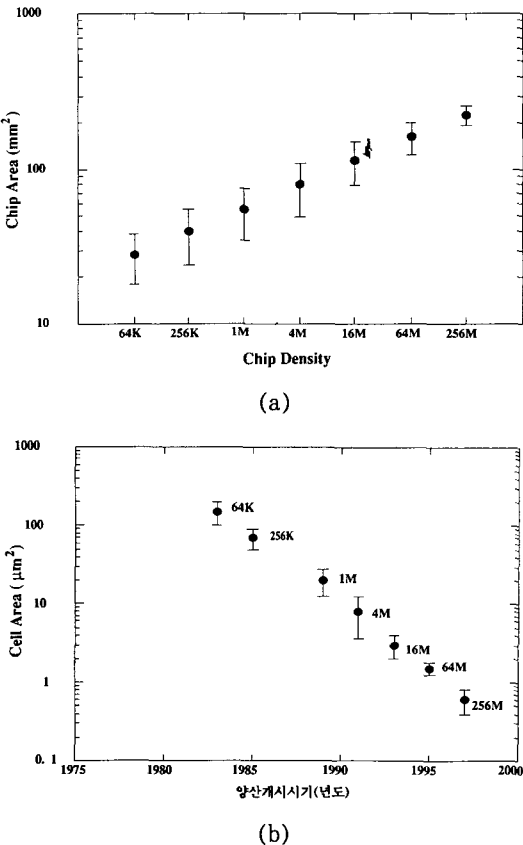 1000
Chip Area (mm²)
100
10
64K 256K 1M 4M 16M 64M 256M
Chip Density
(a)
1000
64K
100
256K
Cell Area ( μm²)
1M
10
4M
16M
64M
1
256M
0. 1
1975 1980 1985 1990 1995 2000
양산개시시기(년도)
(b)